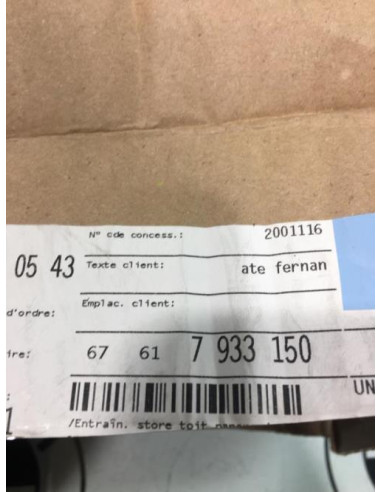 N° cde concess.: 2001116
05 43 Texte client: ate fernan
Emplac. client:
d'ordre:
ire: 67 61 7 933 150
UN
/Entraîn. store toit